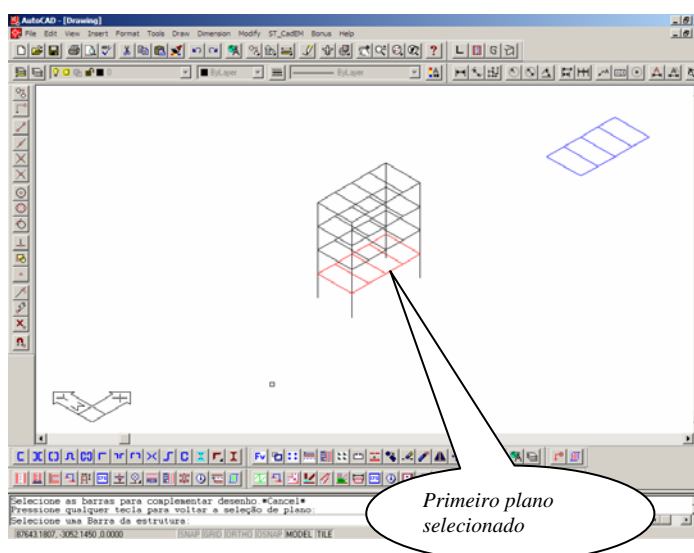 AutoCAD - [Drawing]
File Edit View Insert Format Tools Draw Dimension Modify ST_CadEM Bonus Help
0 ByLayer ByLayer
Primeiro plano
selecionado
Selecione as barras para complementar desenho *Cancel*
Pressione qualquer tecla para voltar a seleção de plano:
Selecione uma Barra da estrutura:
87643.1807, -3052.1450 ,0.0000 SNAP GRID ORTHO OSNAP MODEL TILE